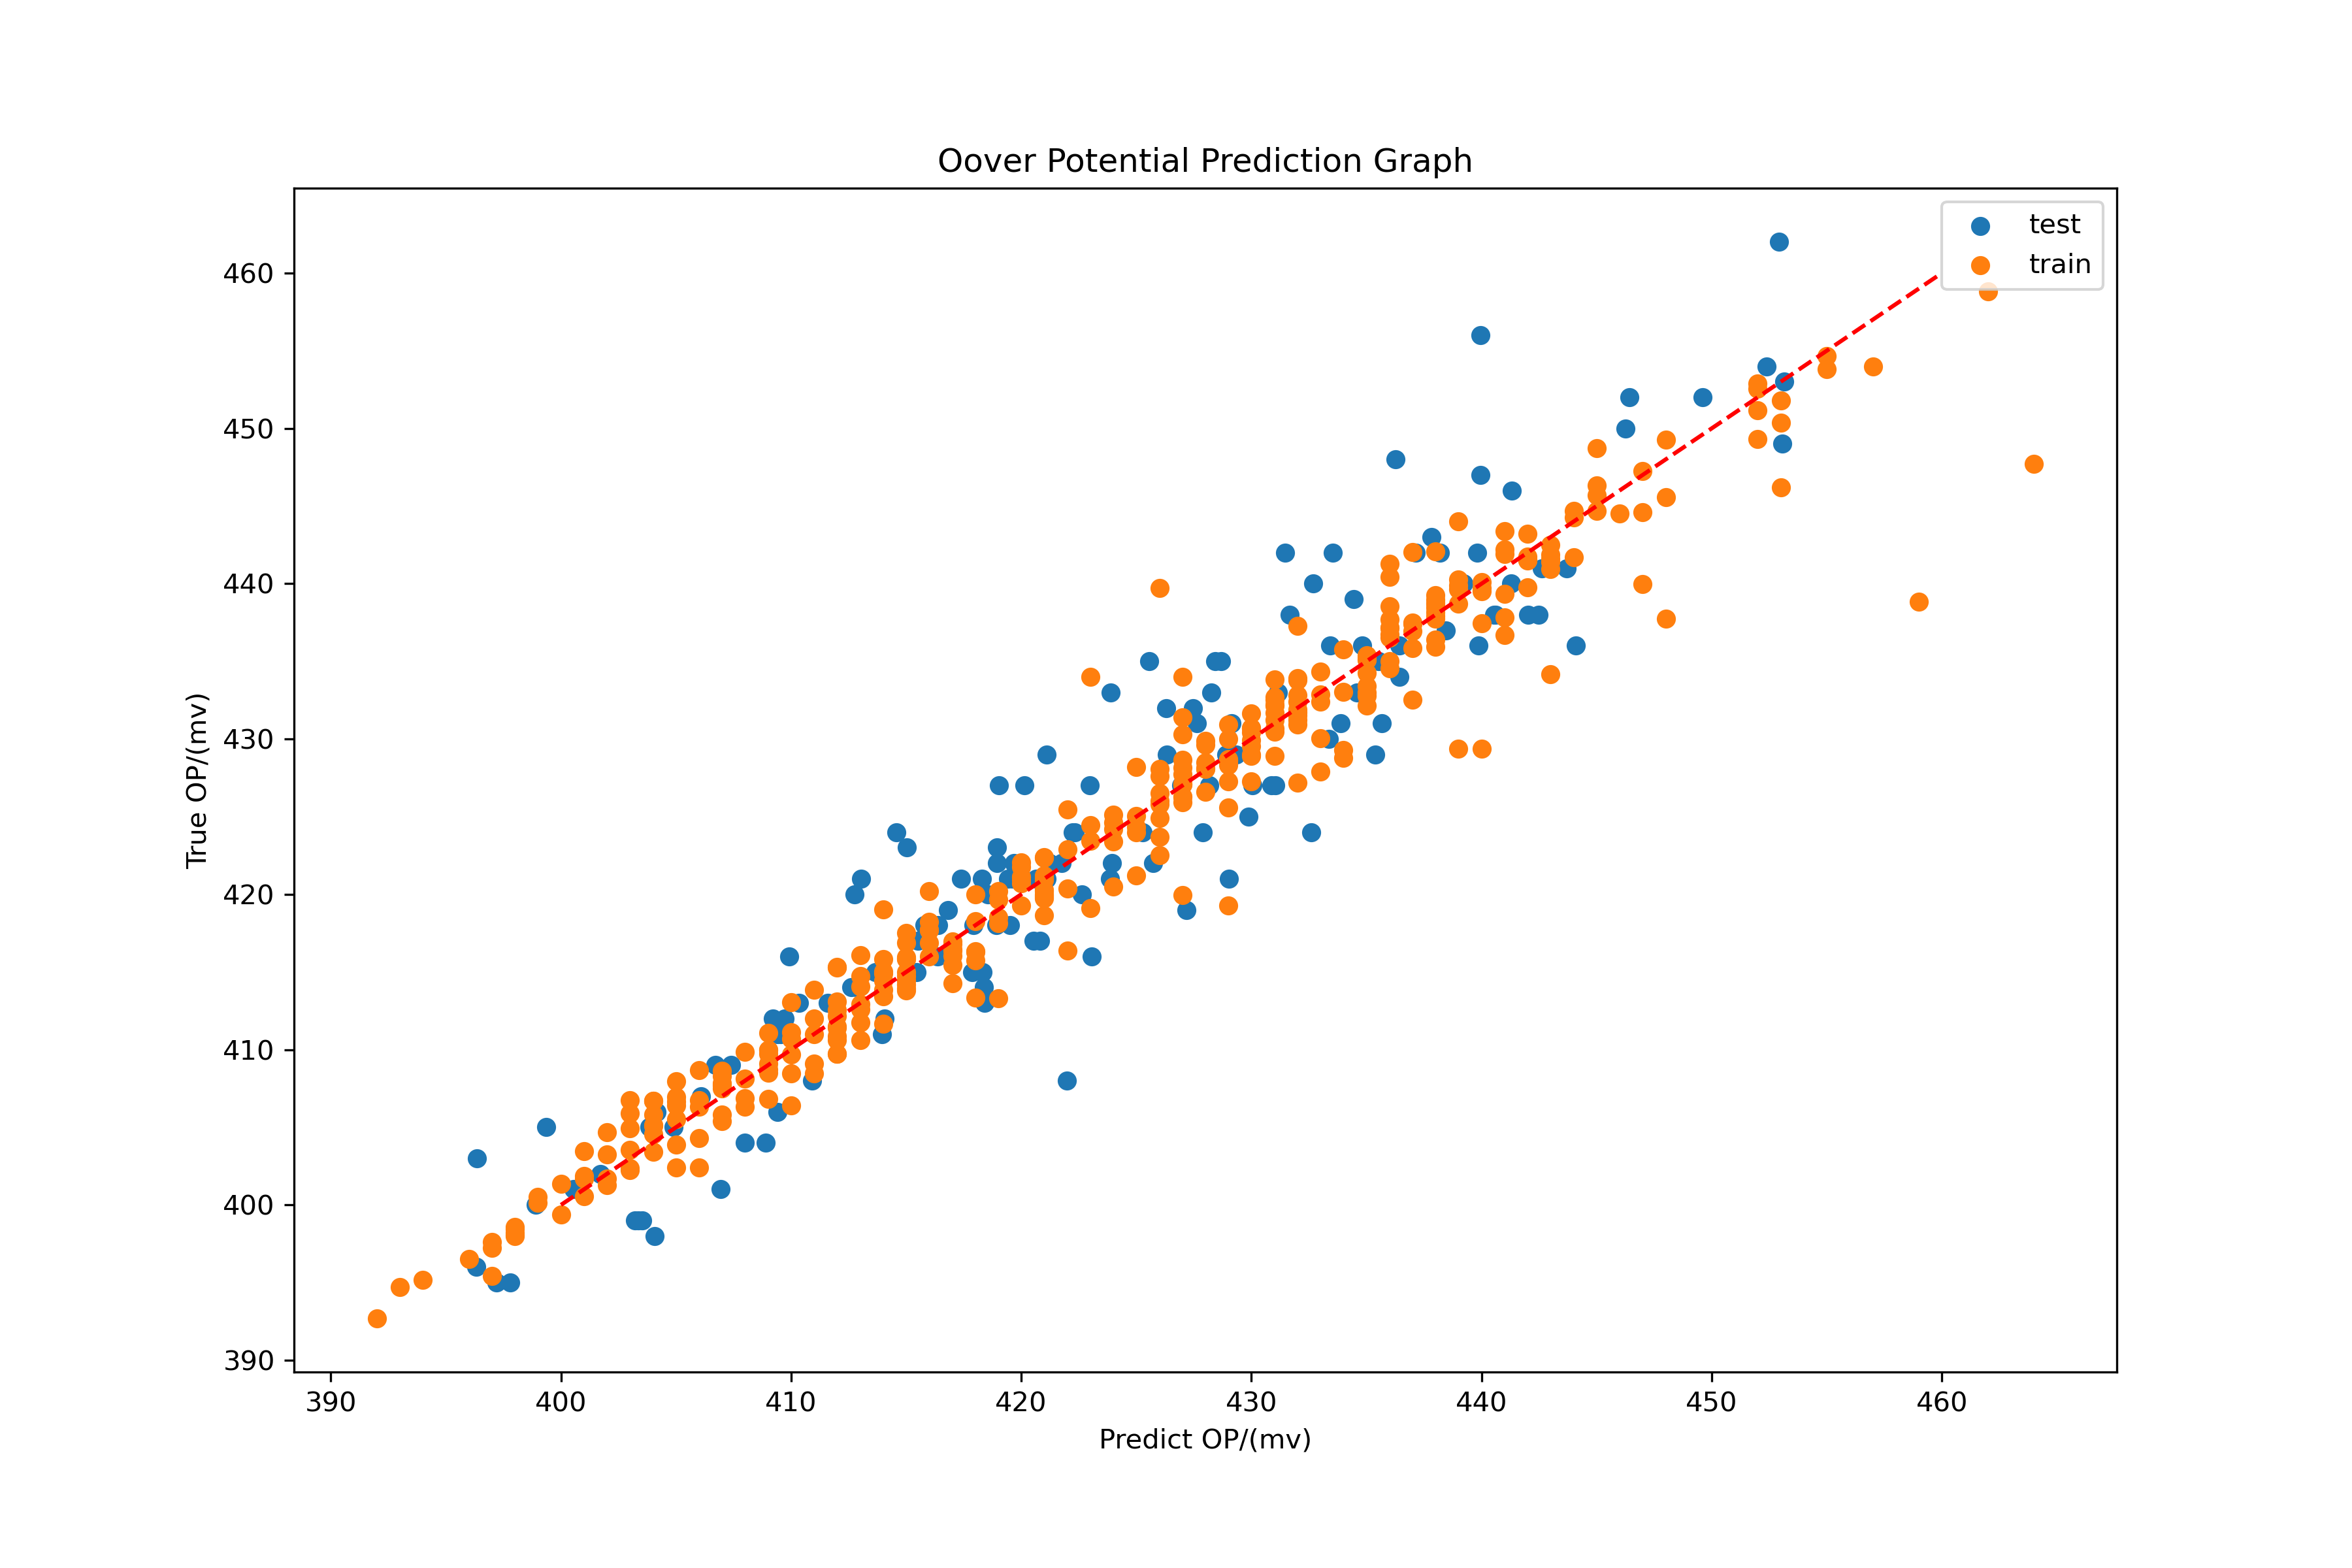 Oover Potential Prediction Graph
test
train
460
450
440
430
420
410
400
390
True OP/(mv)
390 400 410 420 430 440 450 460
Predict OP/(mv)